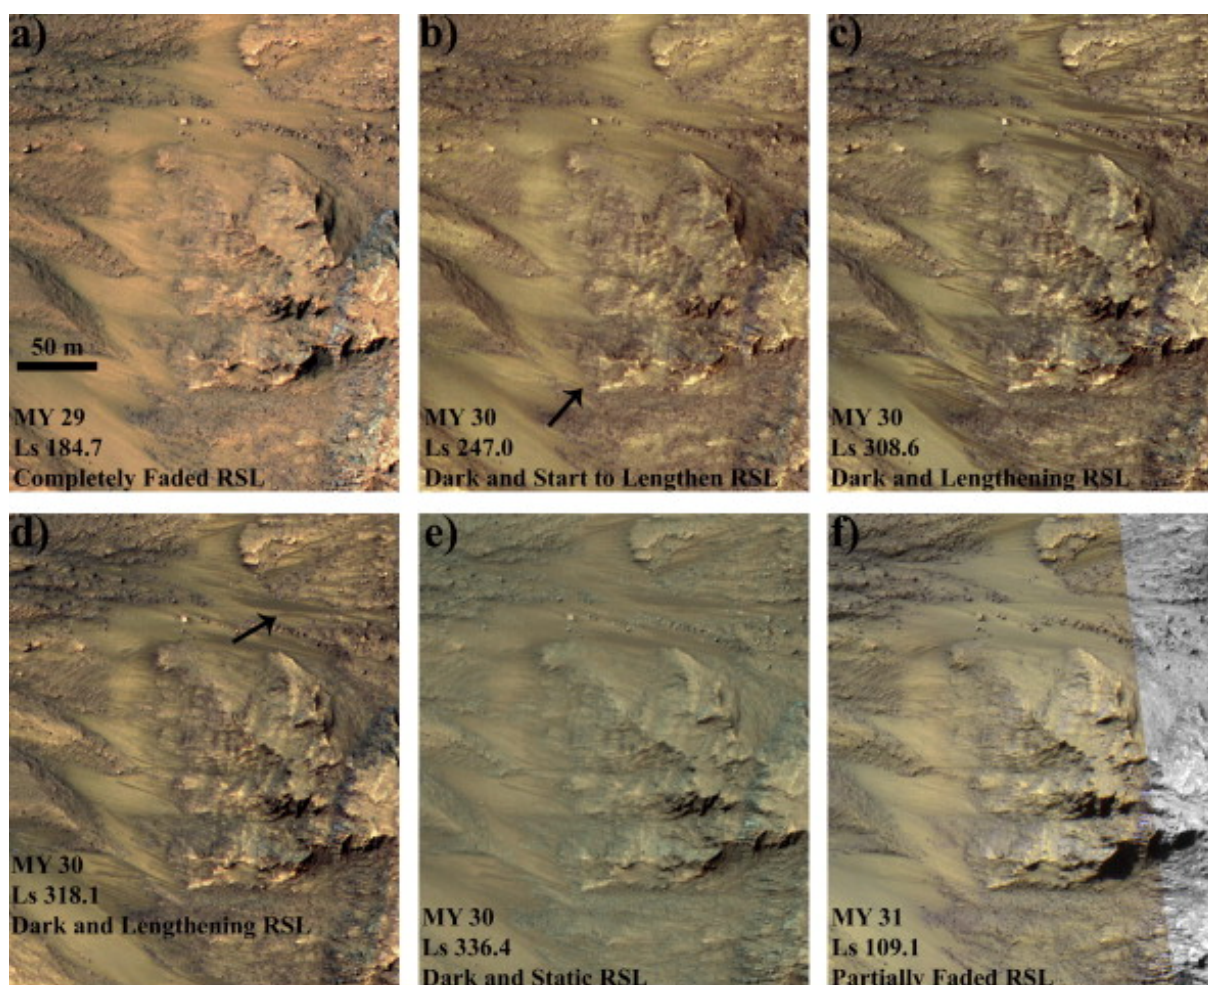 a)
50 m
MY 29
Ls 184.7
Completely Faded RSL
b)
MY 30
Ls 247.0
Dark and Start to Lengthen RSL
c)
MY 30
Ls 308.6
Dark and Lengthening RSL
d)
MY 30
Ls 318.1
Dark and Lengthening RSL
e)
MY 30
Ls 336.4
Dark and Static RSL
f)
MY 31
Ls 109.1
Partially Faded RSL